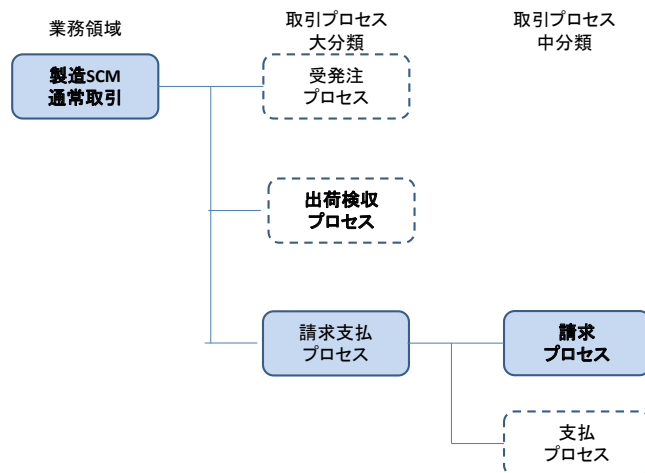 業務領域
取引プロセス
大分類
取引プロセス
中分類
製造SCM
通常取引
受発注
プロセス
出荷検収
プロセス
請求支払
プロセス
請求
プロセス
支払
プロセス